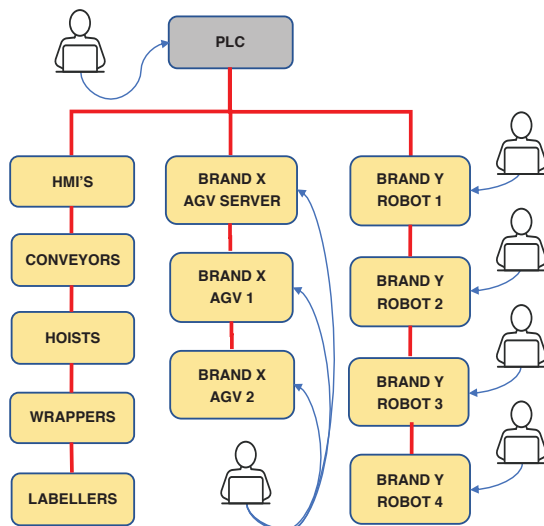 PLC
HMI'S
CONVEYORS
HOISTS
WRAPPERS
LABELLERS
BRAND X
AGV SERVER
BRAND X
AGV 1
BRAND X
AGV 2
BRAND Y
ROBOT 1
BRAND Y
ROBOT 2
BRAND Y
ROBOT 3
BRAND Y
ROBOT 4